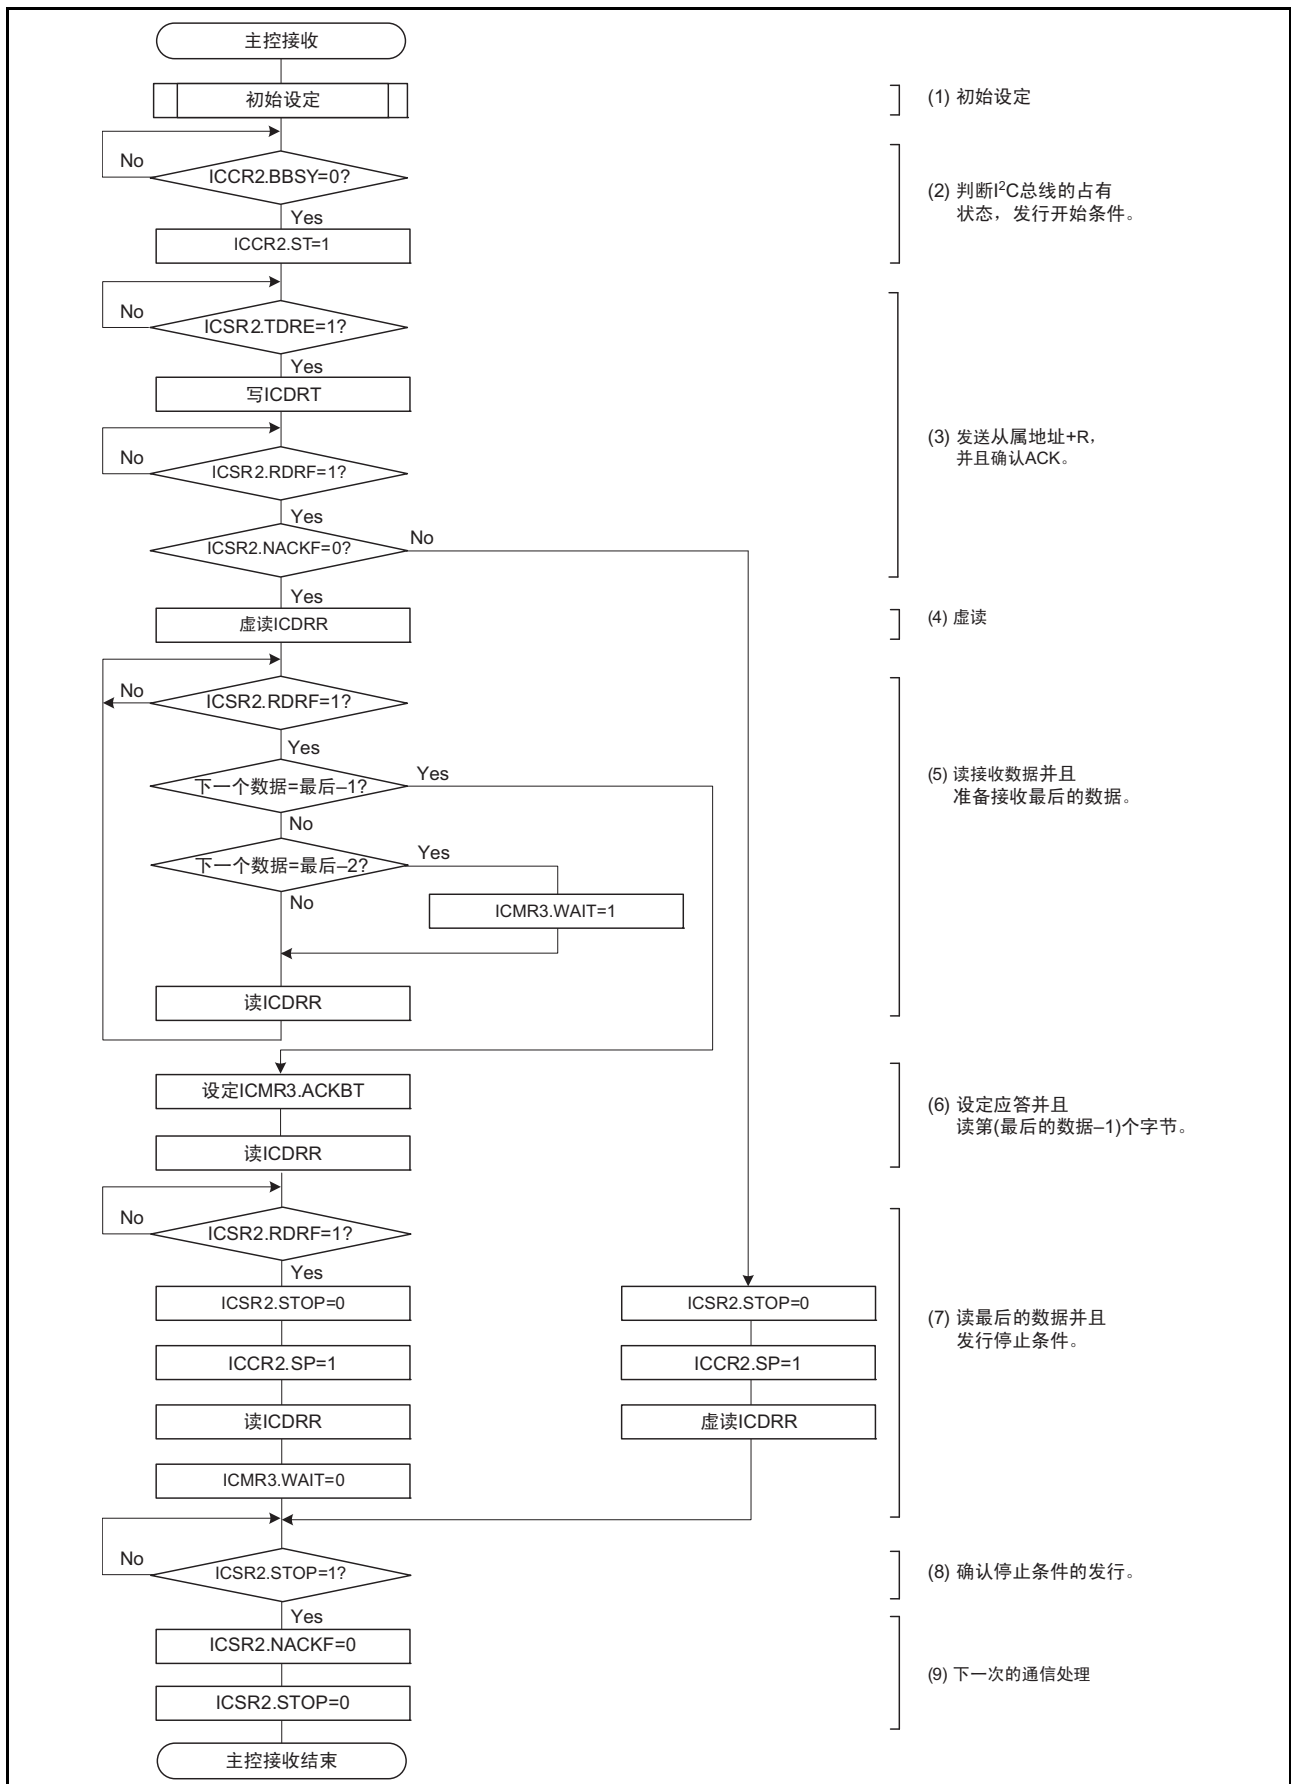 主控接收
初始设定
(1) 初始设定
No
ICCR2.BBSY=0?
Yes
ICCR2.ST=1
(2) 判断I²C总线的占有
状态，发行开始条件。
No
ICSR2.TDRE=1?
Yes
写ICDRT
No
ICSR2.RDRF=1?
Yes
ICSR2.NACKF=0?
No
Yes
(3) 发送从属地址+R，
并且确认ACK。
虚读ICDRR
(4) 虚读
No
ICSR2.RDRF=1?
Yes
下一个数据=最后–1?
Yes
No
下一个数据=最后–2?
Yes
No
ICMR3.WAIT=1
读ICDRR
(5) 读接收数据并且
准备接收最后的数据。
设定ICMR3.ACKBT
读ICDRR
(6) 设定应答并且
读第(最后的数据–1)个字节。
No
ICSR2.RDRF=1?
Yes
ICSR2.STOP=0
ICCR2.SP=1
读ICDRR
ICMR3.WAIT=0
ICSR2.STOP=0
ICCR2.SP=1
虚读ICDRR
(7) 读最后的数据并且
发行停止条件。
No
ICSR2.STOP=1?
Yes
(8) 确认停止条件的发行。
ICSR2.NACKF=0
ICSR2.STOP=0
(9) 下一次的通信处理
主控接收结束